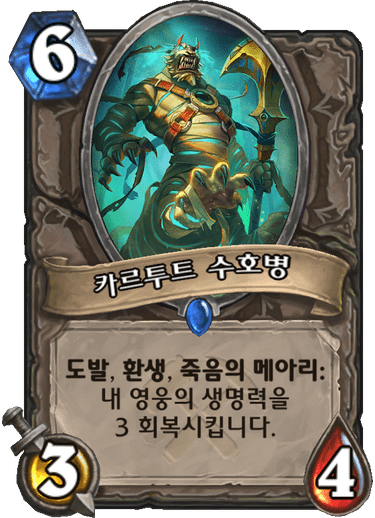 6
카르투트 수호병
도발, 환생, 죽음의 메아리:
내 영웅의 생명력을
3 회복시킵니다.
3
4